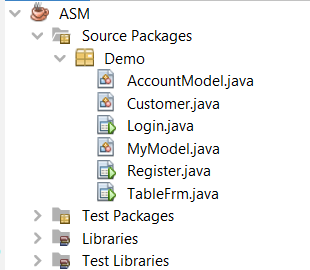 ASM
Source Packages
Demo
AccountModel.java
Customer.java
Login.java
MyModel.java
Register.java
TableFrm.java
Test Packages
Libraries
Test Libraries